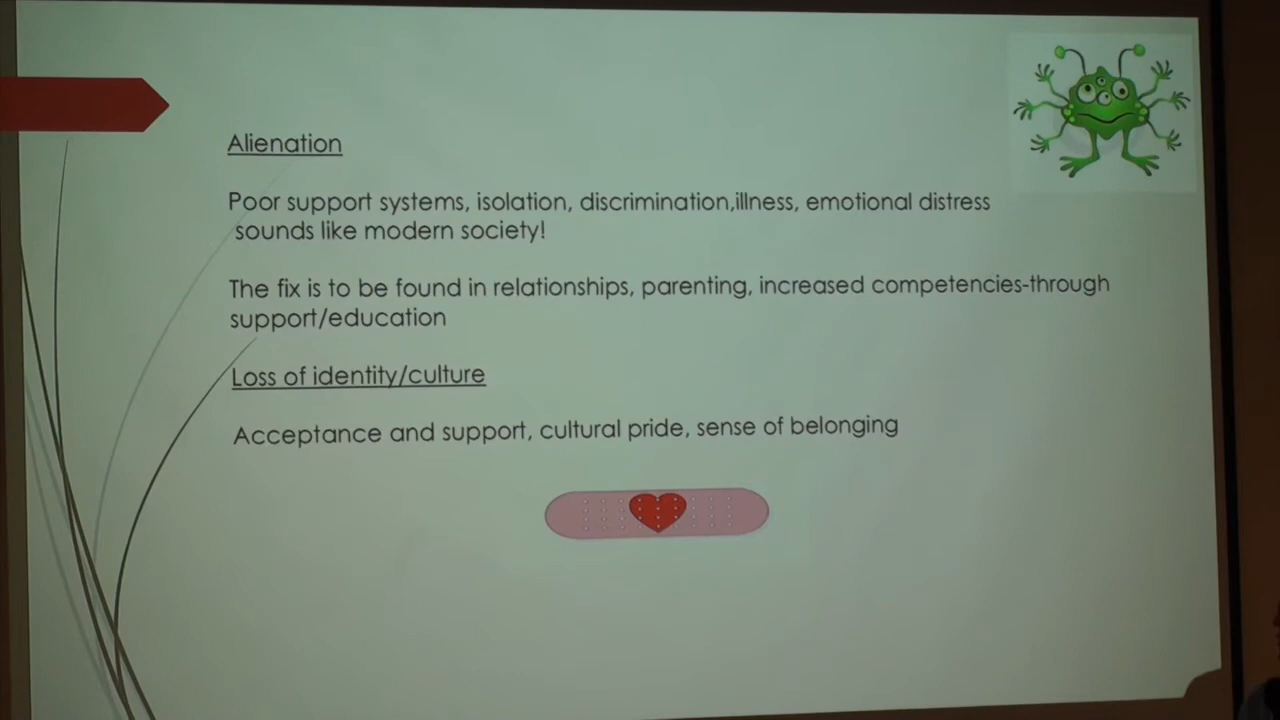 Alienation
Poor support systems, isolation, discrimination,illness, emotional distress
sounds like modern society!
The fix is to be found in relationships, parenting, increased competencies-through
support/education
Loss of identity/culture
Acceptance and support, cultural pride, sense of belonging